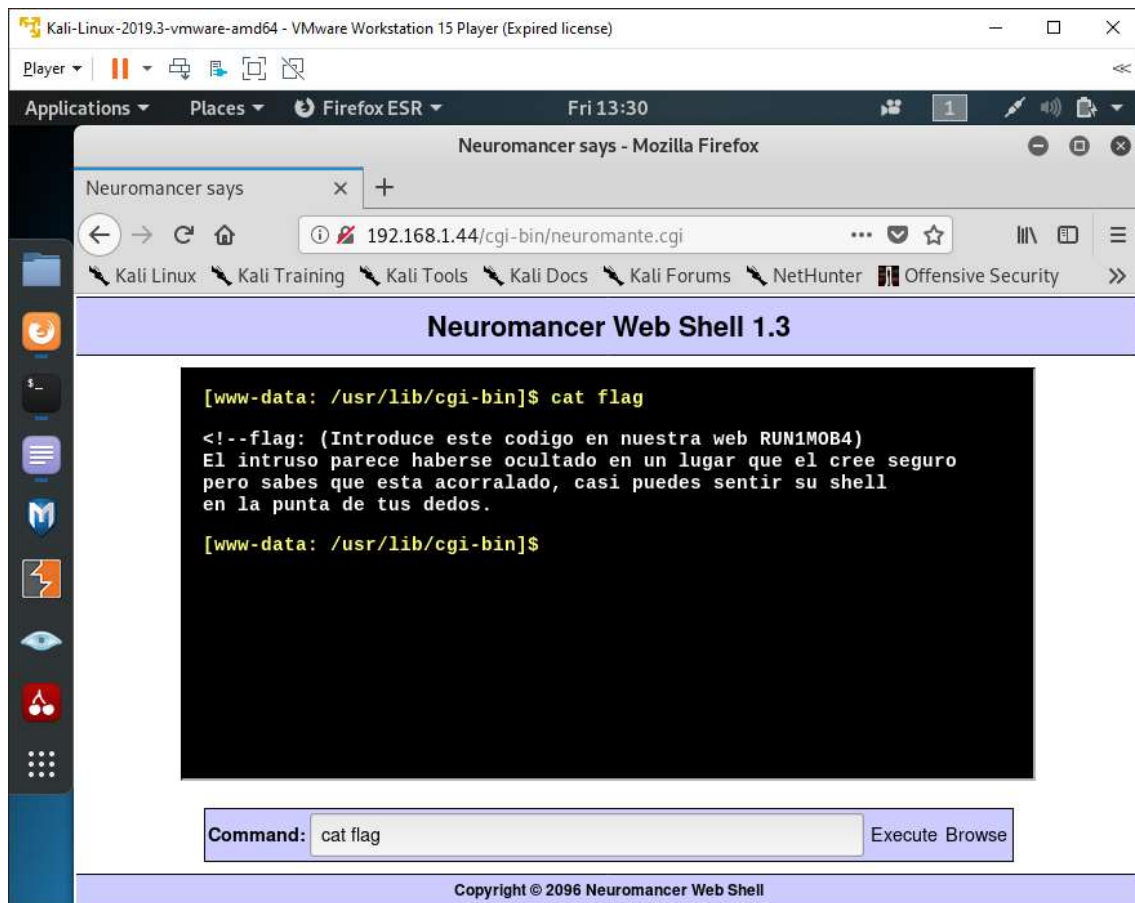 Kali-Linux-2019.3-vmware-amd64 - VMware Workstation 15 Player (Expired license)
Player
Applications Places Firefox ESR Fri 13:30 1
Neuromancer says - Mozilla Firefox
Neuromancer says
192.168.1.44/cgi-bin/neuromante.cgi
Kali Linux Kali Training Kali Tools Kali Docs Kali Forums NetHunter Offensive Security
Neuromancer Web Shell 1.3
[www-data: /usr/lib/cgi-bin]$ cat flag
<!--flag: (Introduce este codigo en nuestra web RUN1MOB4)
El intruso parece haberse ocultado en un lugar que el cree seguro
pero sabes que esta acorralado, casi puedes sentir su shell
en la punta de tus dedos.
[www-data: /usr/lib/cgi-bin]$
Command: cat flag Execute Browse
Copyright © 2096 Neuromancer Web Shell